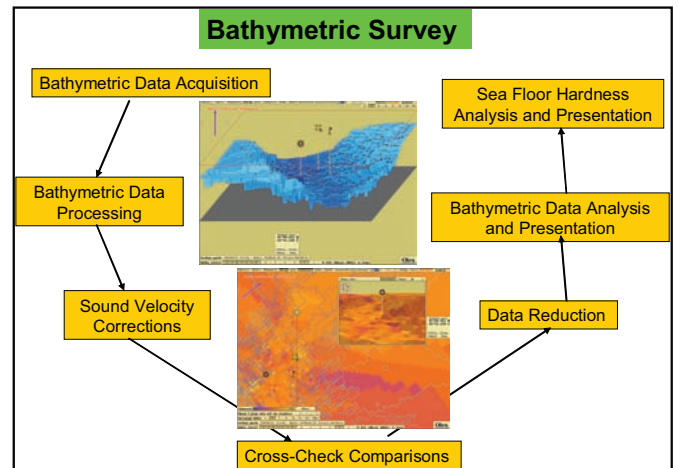 Bathymetric Survey
Bathymetric Data Acquisition
Bathymetric Data
Processing
Sound Velocity
Corrections
Cross-Check Comparisons
Data Reduction
Bathymetric Data Analysis
and Presentation
Sea Floor Hardness
Analysis and Presentation